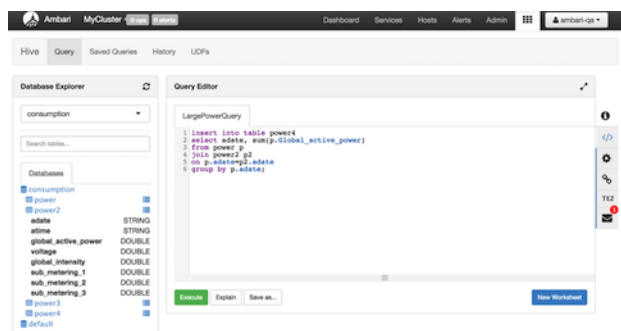 Ambari MyCluster 0 ops 0 alerts Dashboard Services Hosts Alerts Admin ambari-qa
Hive Query Saved Queries History UDFs
Database Explorer
consumption
Search tables...
Databases
consumption
power
power2
adate STRING
atime STRING
global_active_power DOUBLE
voltage DOUBLE
global_intensity DOUBLE
sub_metering_1 DOUBLE
sub_metering_2 DOUBLE
sub_metering_3 DOUBLE
power3
power4
default
Query Editor
LargePowerQuery
1 insert into table power4
2 select adate, sum(p.Global_active_power)
3 from power p
4 join power2 p2
5 on p.adate=p2.adate
6 group by p.adate;
Execute Explain Save as... New Worksheet
TEZ
1